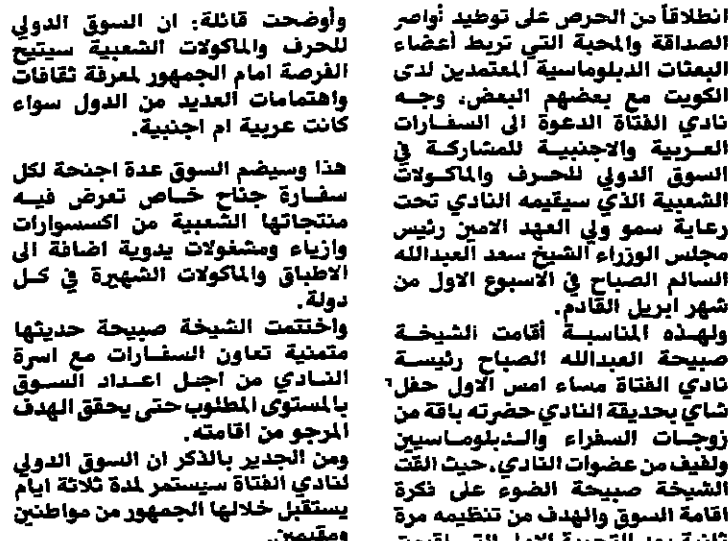 انطلاقاً من الحرص على توطيد أواصر
الصداقة والمحبة التي تربط أعضاء
البعثات الدبلوماسية المعتمدين لدى
الكويت مع بعضهم البعض، وجه
نادي الفتاة الدعوة الى السفارات
العربية والاجنبية للمشاركة في
السوق الدولي للحرف والماكولات
الشعبية الذي سيقيمه النادي تحت
رعاية سمو ولي العهد الامين رئيس
مجلس الوزراء الشيخ سعد العبدالله
السالم الصباح في الاسبوع الاول من
شهر ابريل القادم.
ولهذه المناسبة أقامت الشيخة
صبيحة العبدالله الصباح رئيسة
نادي الفتاة مساء امس الاول حفل
شاي بحديقة النادي حضرته باقة من
زوجات السفراء والدبلوماسيين
ولفيف من عضوات النادي، حيث القت
الشيخة صبيحة الضوء على فكرة
اقامة السوق والهدف من تنظيمه مرة
ثانية بعد التجربة الاولى التي
وأوضحت قائلة: ان السوق الدولي
للحرف والماكولات الشعبية سيتيح
الفرصة امام الجمهور لمعرفة ثقافات
واهتمامات العديد من الدول سواء
كانت عربية ام اجنبية.
هذا وسيضم السوق عدة اجنحة لكل
سفارة جناح خاص تعرض فيه
منتجاتها الشعبية من اكسسوارات
وازياء ومشغولات يدوية اضافة الى
الاطباق والماكولات الشهيرة في كل
دولة.
واختتمت الشيخة صبيحة حديثها
متمنية تعاون السفارات مع اسرة
النادي من اجل اعداد السوق
بالمستوى المطلوب حتى يحقق الهدف
المرجو من اقامته.
ومن الجدير بالذكر ان السوق الدولي
لنادي الفتاة سيستمر لمدة ثلاثة ايام
يستقبل خلالها الجمهور من مواطنين
ومقيمين.